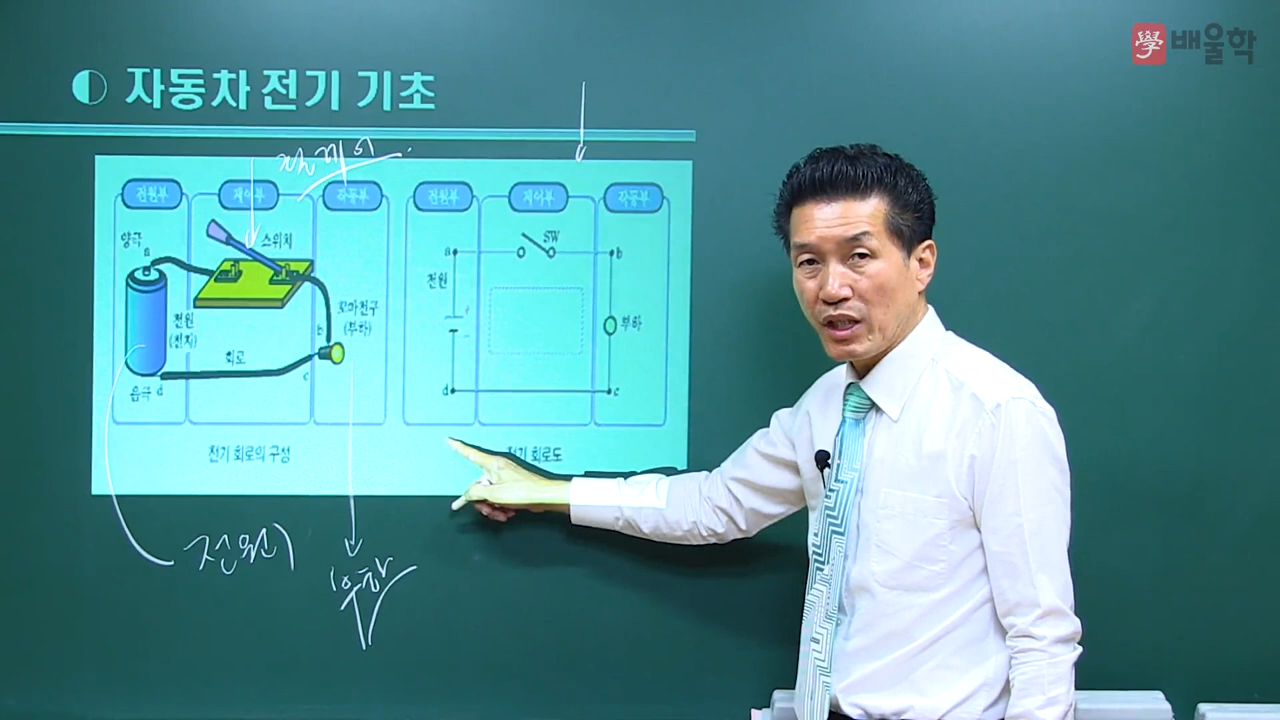 學 배울학
자동차 전기 기초
전원부 제어부 작동부
양극
a
스위치
전원
(전지)
꼬마전구
(부하)
b
회로
c
음극 d
전기 회로의 구성
전원부 제어부 작동부
a SW b
전원
+
−
부하
d c
전기 회로도
전원